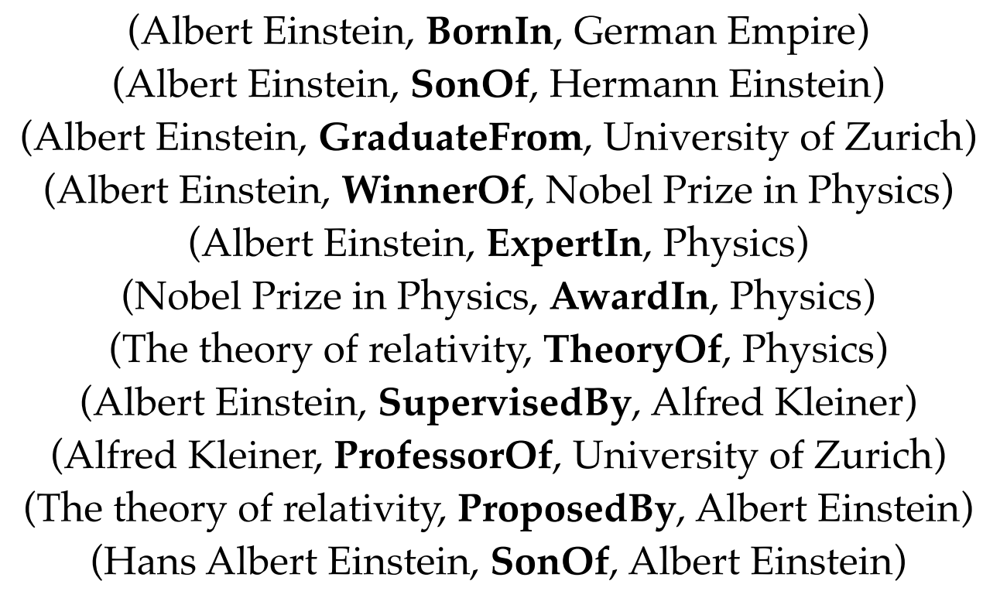 (Albert Einstein, BornIn, German Empire)
(Albert Einstein, SonOf, Hermann Einstein)
(Albert Einstein, GraduateFrom, University of Zurich)
(Albert Einstein, WinnerOf, Nobel Prize in Physics)
(Albert Einstein, ExpertIn, Physics)
(Nobel Prize in Physics, AwardIn, Physics)
(The theory of relativity, TheoryOf, Physics)
(Albert Einstein, SupervisedBy, Alfred Kleiner)
(Alfred Kleiner, ProfessorOf, University of Zurich)
(The theory of relativity, ProposedBy, Albert Einstein)
(Hans Albert Einstein, SonOf, Albert Einstein)